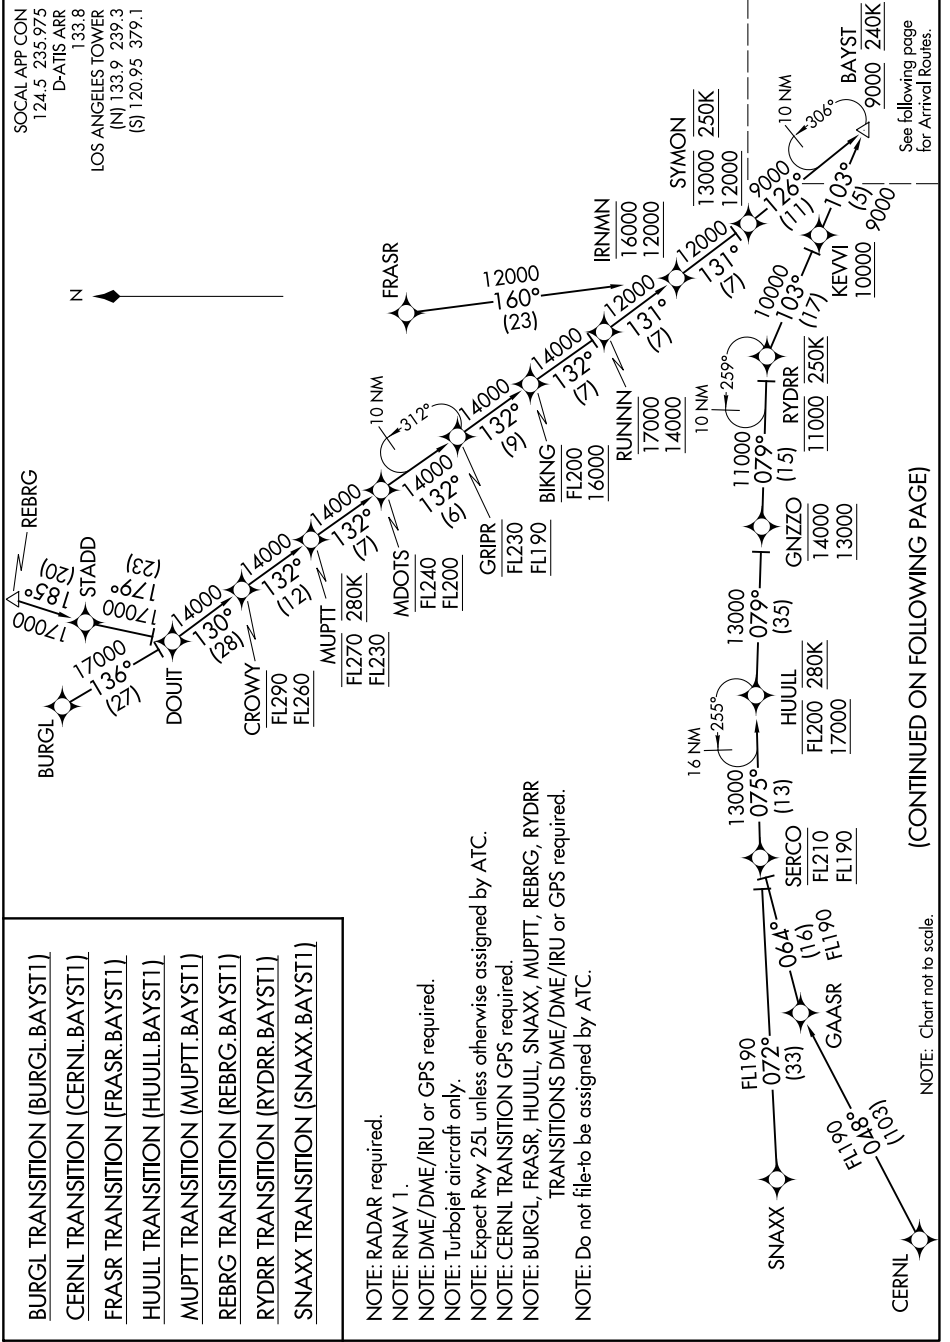 BURGL TRANSITION (BURGL.BAYST1)
CERNL TRANSITION (CERNL.BAYST1)
FRASR TRANSITION (FRASR.BAYST1)
HUULL TRANSITION (HUULL.BAYST1)
MUPTT TRANSITION (MUPTT.BAYST1)
REBRG TRANSITION (REBRG.BAYST1)
RYDRR TRANSITION (RYDRR.BAYST1)
SNAXX TRANSITION (SNAXX.BAYST1)
NOTE: RADAR required.
NOTE: RNAV 1.
NOTE: DME/DME/IRU or GPS required.
NOTE: Turbojet aircraft only.
NOTE: Expect Rwy 25L unless otherwise assigned by ATC.
NOTE: CERNL TRANSITION GPS required.
NOTE: BURGL, FRASR, HUULL, SNAXX, MUPTT, REBRG, RYDRR
TRANSITIONS DME/DME/IRU or GPS required.
NOTE: Do not file-to be assigned by ATC.
SOCAL APP CON
124.5 235.975
D-ATIS ARR
133.8
LOS ANGELES TOWER
(N) 133.9 239.3
(S) 120.95 379.1
N
REBRG
17000
185°
(20)
STADD
17000
179°
(23)
BURGL
17000
136°
(27)
DOUIT
14000
130°
(28)
CROWY
FL290
FL260
14000
132°
(12)
MUPTT
FL270 280K
FL230
14000
132°
(7)
MDOTS
FL240
FL200
14000
132°
(6)
10 NM
312°
GRIPR
FL230
FL190
14000
132°
(9)
BIKNG
FL200
16000
14000
132°
(7)
RUNNN
17000
14000
12000
131°
(7)
FRASR
12000
160°
(23)
IRNMN
16000
12000
12000
131°
(7)
SYMON
13000 250K
12000
9000
126°
(11)
10 NM
306°
BAYST
9000 240K
See following page
for Arrival Routes.
CERNL
FL190
048°
(103)
GAASR
064°
(16)
FL190
SNAXX
FL190
072°
(33)
SERCO
FL210
FL190
13000
075°
(13)
16 NM
255°
HUULL
FL200 280K
17000
13000
079°
(35)
GNZZO
14000
13000
11000
079°
(15)
10 NM
259°
RYDRR
11000 250K
10000
103°
(17)
KEVVI
10000
103°
(5)
9000
NOTE: Chart not to scale.
(CONTINUED ON FOLLOWING PAGE)